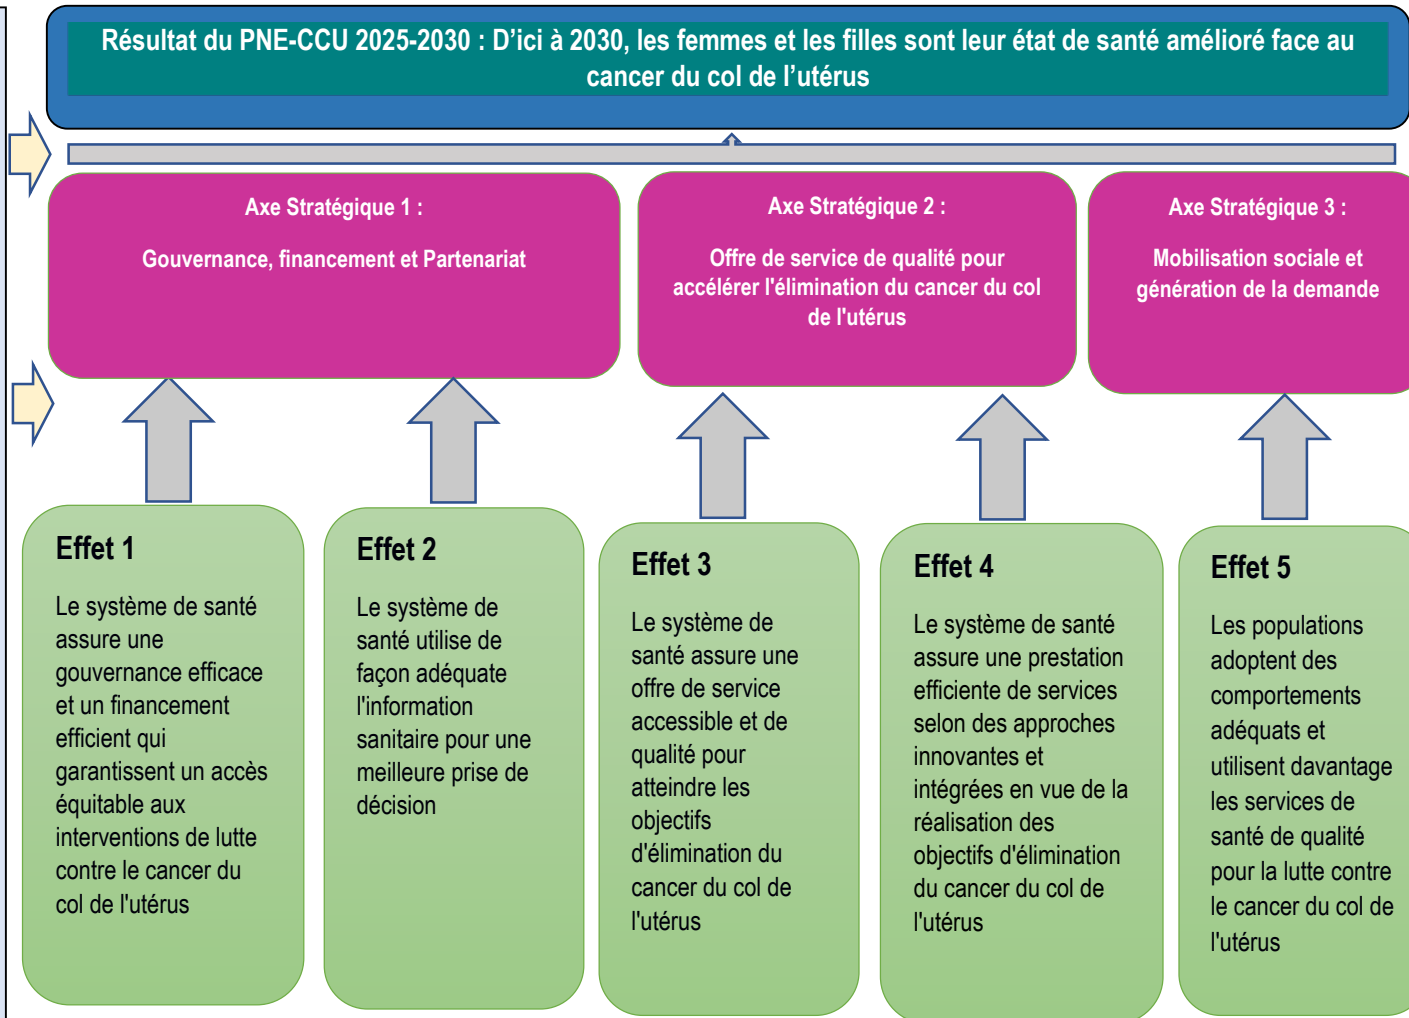 Résultat du PNE-CCU 2025-2030 : D’ici à 2030, les femmes et les filles sont leur état de santé amélioré face au
cancer du col de l’utérus
Axe Stratégique 1 :
Gouvernance, financement et Partenariat
Axe Stratégique 2 :
Offre de service de qualité pour
accélérer l'élimination du cancer du col
de l'utérus
Axe Stratégique 3 :
Mobilisation sociale et
génération de la demande
Effet 1
Le système de santé
assure une
gouvernance efficace
et un financement
efficient qui
garantissent un accès
équitable aux
interventions de lutte
contre le cancer du
col de l'utérus
Effet 2
Le système de
santé utilise de
façon adéquate
l'information
sanitaire pour une
meilleure prise de
décision
Effet 3
Le système de
santé assure une
offre de service
accessible et de
qualité pour
atteindre les
objectifs
d'élimination du
cancer du col de
l'utérus
Effet 4
Le système de santé
assure une prestation
efficiente de services
selon des approches
innovantes et
intégrées en vue de la
réalisation des
objectifs d'élimination
du cancer du col de
l'utérus
Effet 5
Les populations
adoptent des
comportements
adéquats et
utilisent davantage
les services de
santé de qualité
pour la lutte contre
le cancer du col de
l'utérus